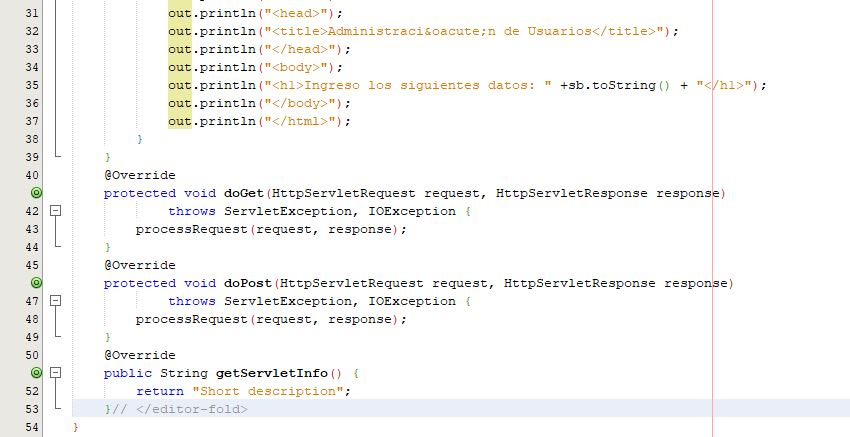 31 out.println("<head>");
32 out.println("<title>Administraci&oacute;n de Usuarios</title>");
33 out.println("</head>");
34 out.println("<body>");
35 out.println("<h1>Ingreso los siguientes datos: " +sb.toString() + "</h1>");
36 out.println("</body>");
37 out.println("</html>");
38 }
39 }
40 @Override
protected void doGet(HttpServletRequest request, HttpServletResponse response)
42 throws ServletException, IOException {
43 processRequest(request, response);
44 }
45 @Override
protected void doPost(HttpServletRequest request, HttpServletResponse response)
47 throws ServletException, IOException {
48 processRequest(request, response);
49 }
50 @Override
public String getServletInfo() {
52 return "Short description";
53 }// </editor-fold>
54 }